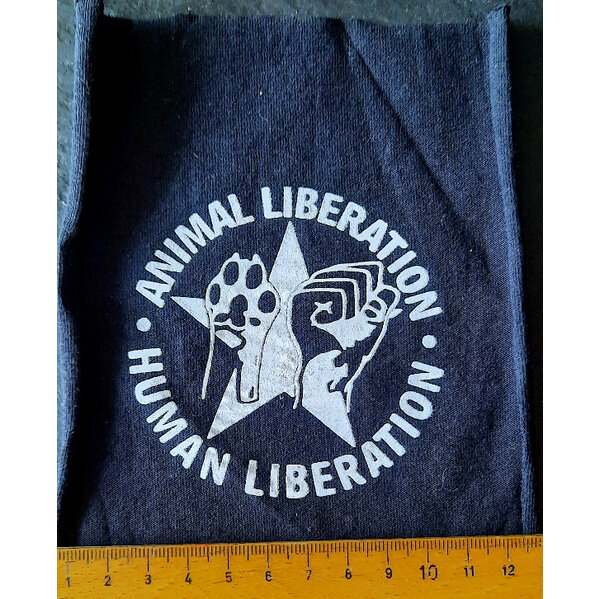 · ANIMAL LIBERATION ·
HUMAN LIBERATION
1 2 3 4 5 6 7 8 9 10 11 12